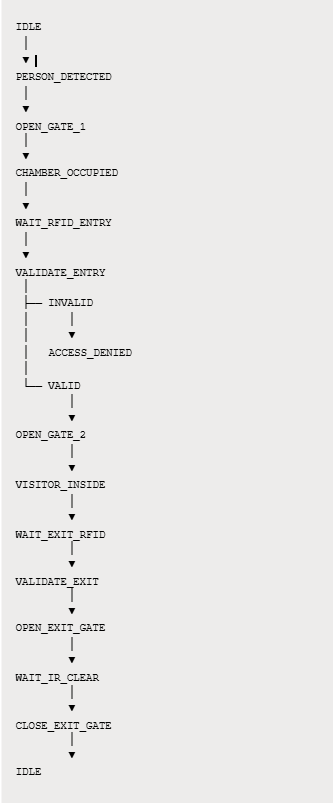 IDLE
PERSON_DETECTED
OPEN_GATE_1
CHAMBER_OCCUPIED
WAIT_RFID_ENTRY
VALIDATE_ENTRY
INVALID
ACCESS_DENIED
VALID
OPEN_GATE_2
VISITOR_INSIDE
WAIT_EXIT_RFID
VALIDATE_EXIT
OPEN_EXIT_GATE
WAIT_IR_CLEAR
CLOSE_EXIT_GATE
IDLE